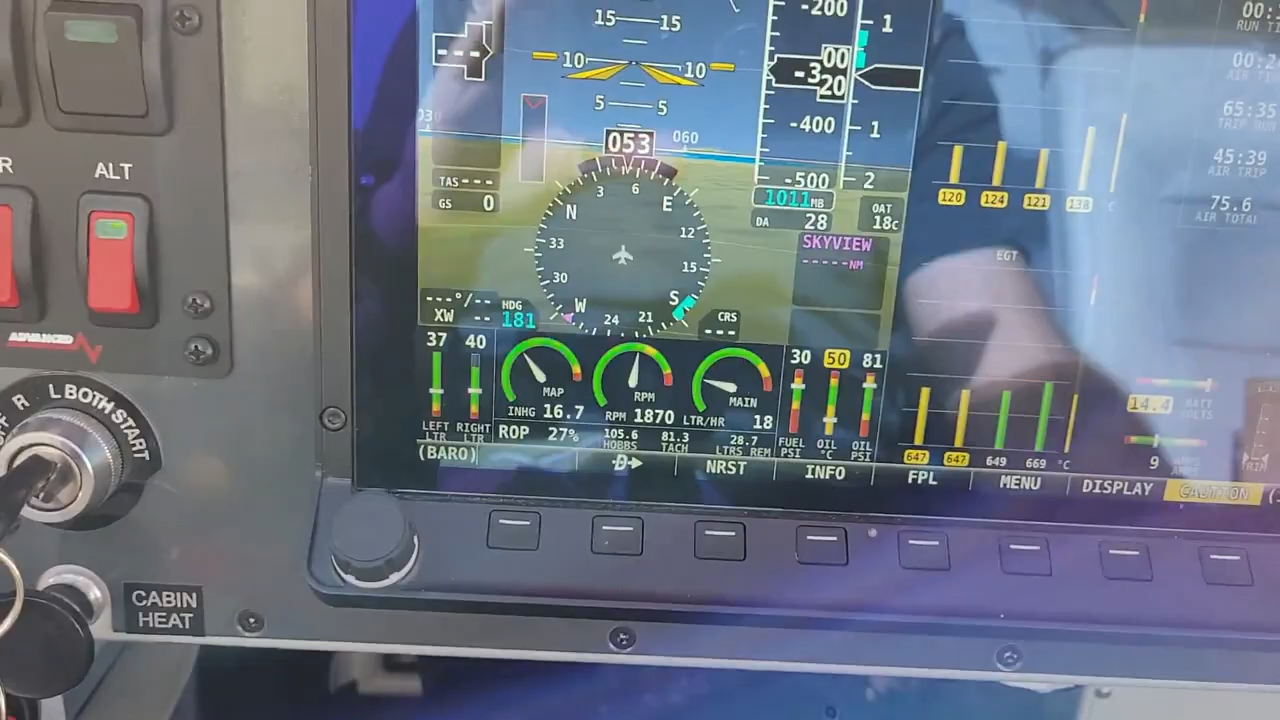 -200
15 15
1
10 10
00
-3 20
5 5
-400
1
053
060
TAS ---
GS 0
-500
2
1011MB
DA 28
OAT
18c
SKYVIEW
-----NM
3 6
N E
33 12
30 15
W S
24 21
---°/--
XW --
HDG
181
CRS
---
R
ALT
ADVANCED
R L BOTH START
CABIN
HEAT
37 40
LEFT
LTR
RIGHT
LTR
MAP
INHG 16.7
RPM
RPM 1870
MAIN
LTR/HR 18
30 50 81
FUEL
PSI
OIL
°C
OIL
PSI
ROP 27%
105.6
HOBBS
81.3
TACH
28.7
LTRS REM
120 124 121 138 C
EGT
647 647 649 669 °C
RUN TI
AIR TI
65:35
TRIP RUN
45:39
AIR TRIP
75.6
AIR TOTAL
14.4
BATT
VOLTS
9
TRIM
(BARO)
D
NRST
INFO
FPL
MENU
DISPLAY
CAUTION